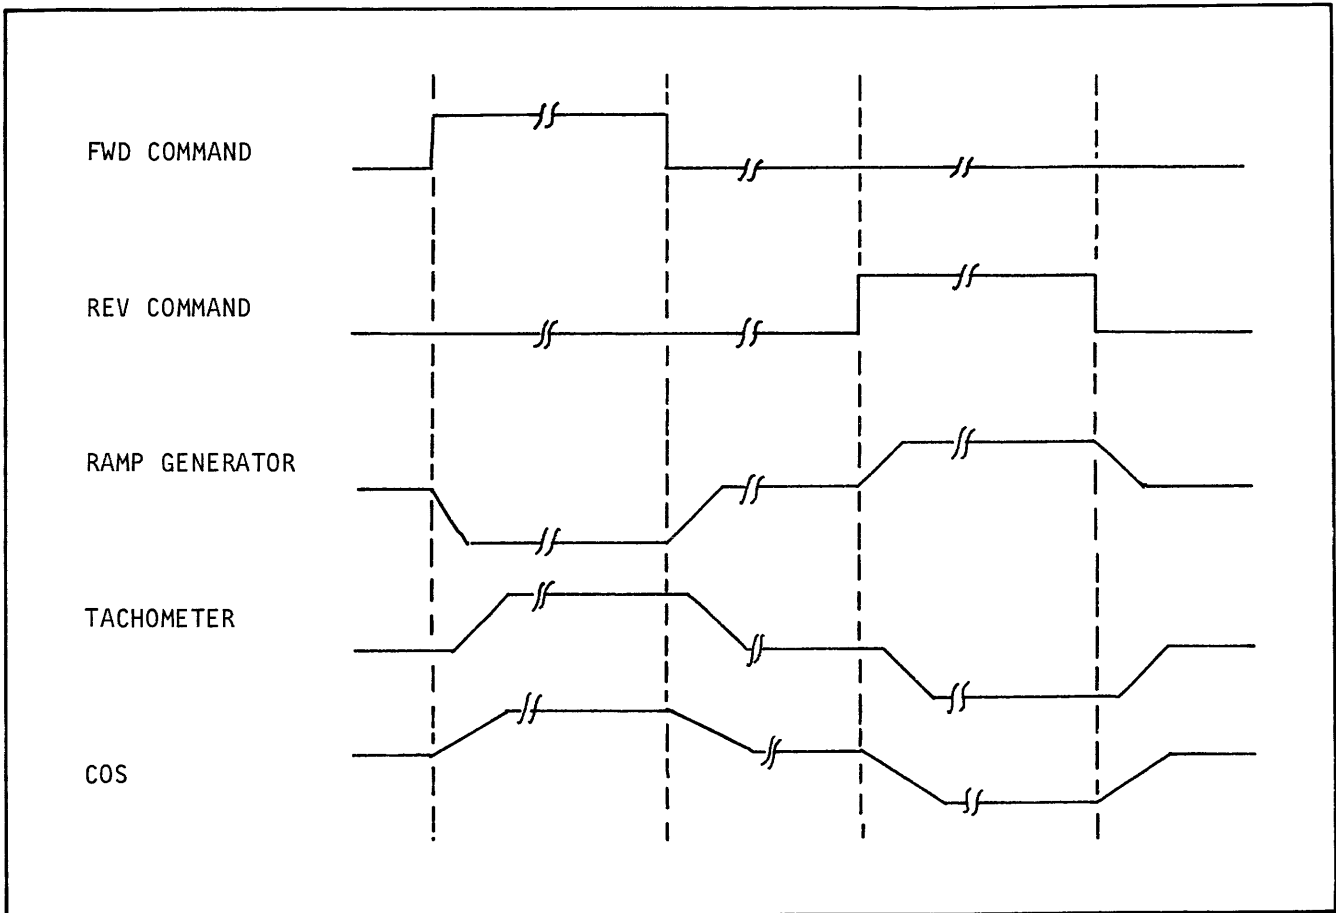 FWD COMMAND
REV COMMAND
RAMP GENERATOR
TACHOMETER
COS